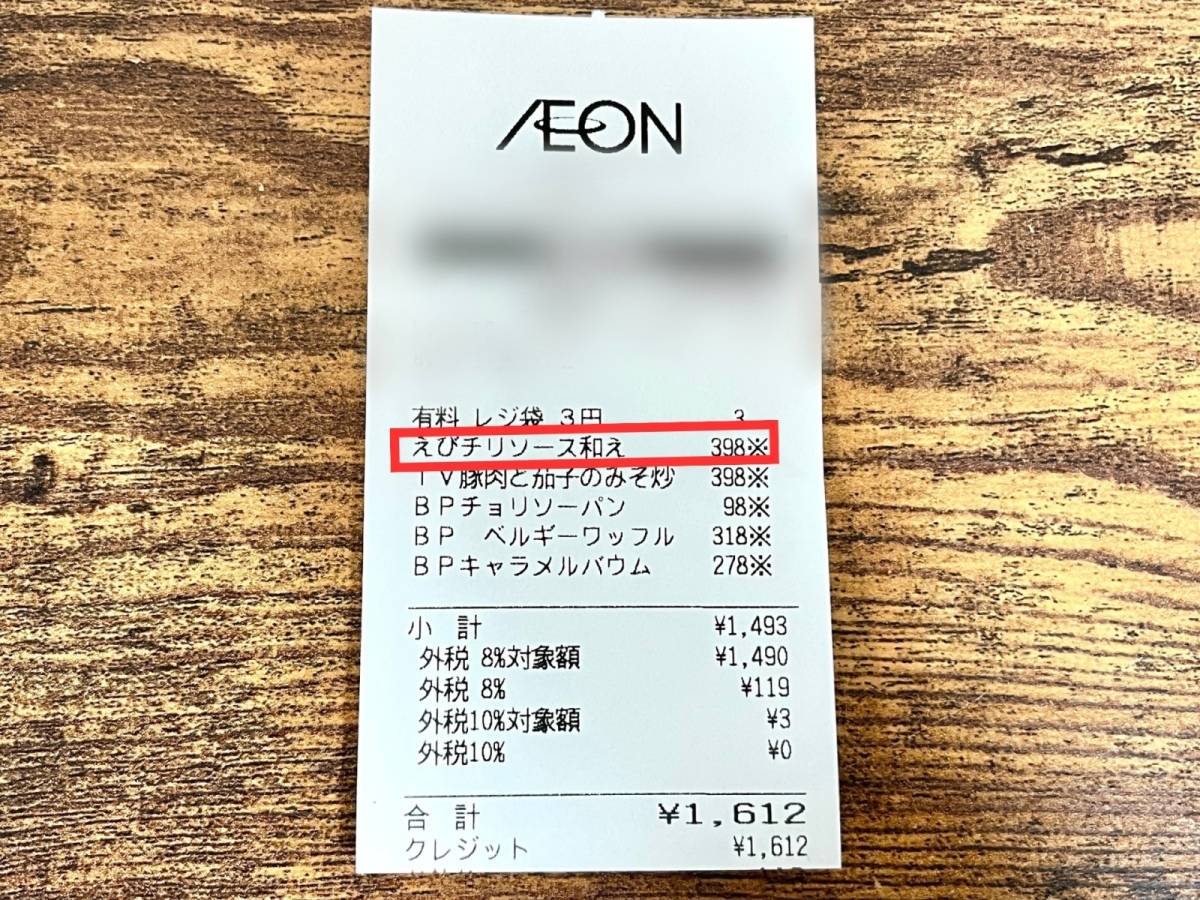 ÆON
有料 レジ袋 3円 3
えびチリソース和え 398※
TV豚肉と茄子のみそ炒 398※
BPチョリソーパン 98※
BP ベルギーワッフル 318※
BPキャラメルバウム 278※
小 計 ¥1,493
外税 8%対象額 ¥1,490
外税 8% ¥119
外税10%対象額 ¥3
外税10% ¥0
合 計 ¥1,612
クレジット ¥1,612